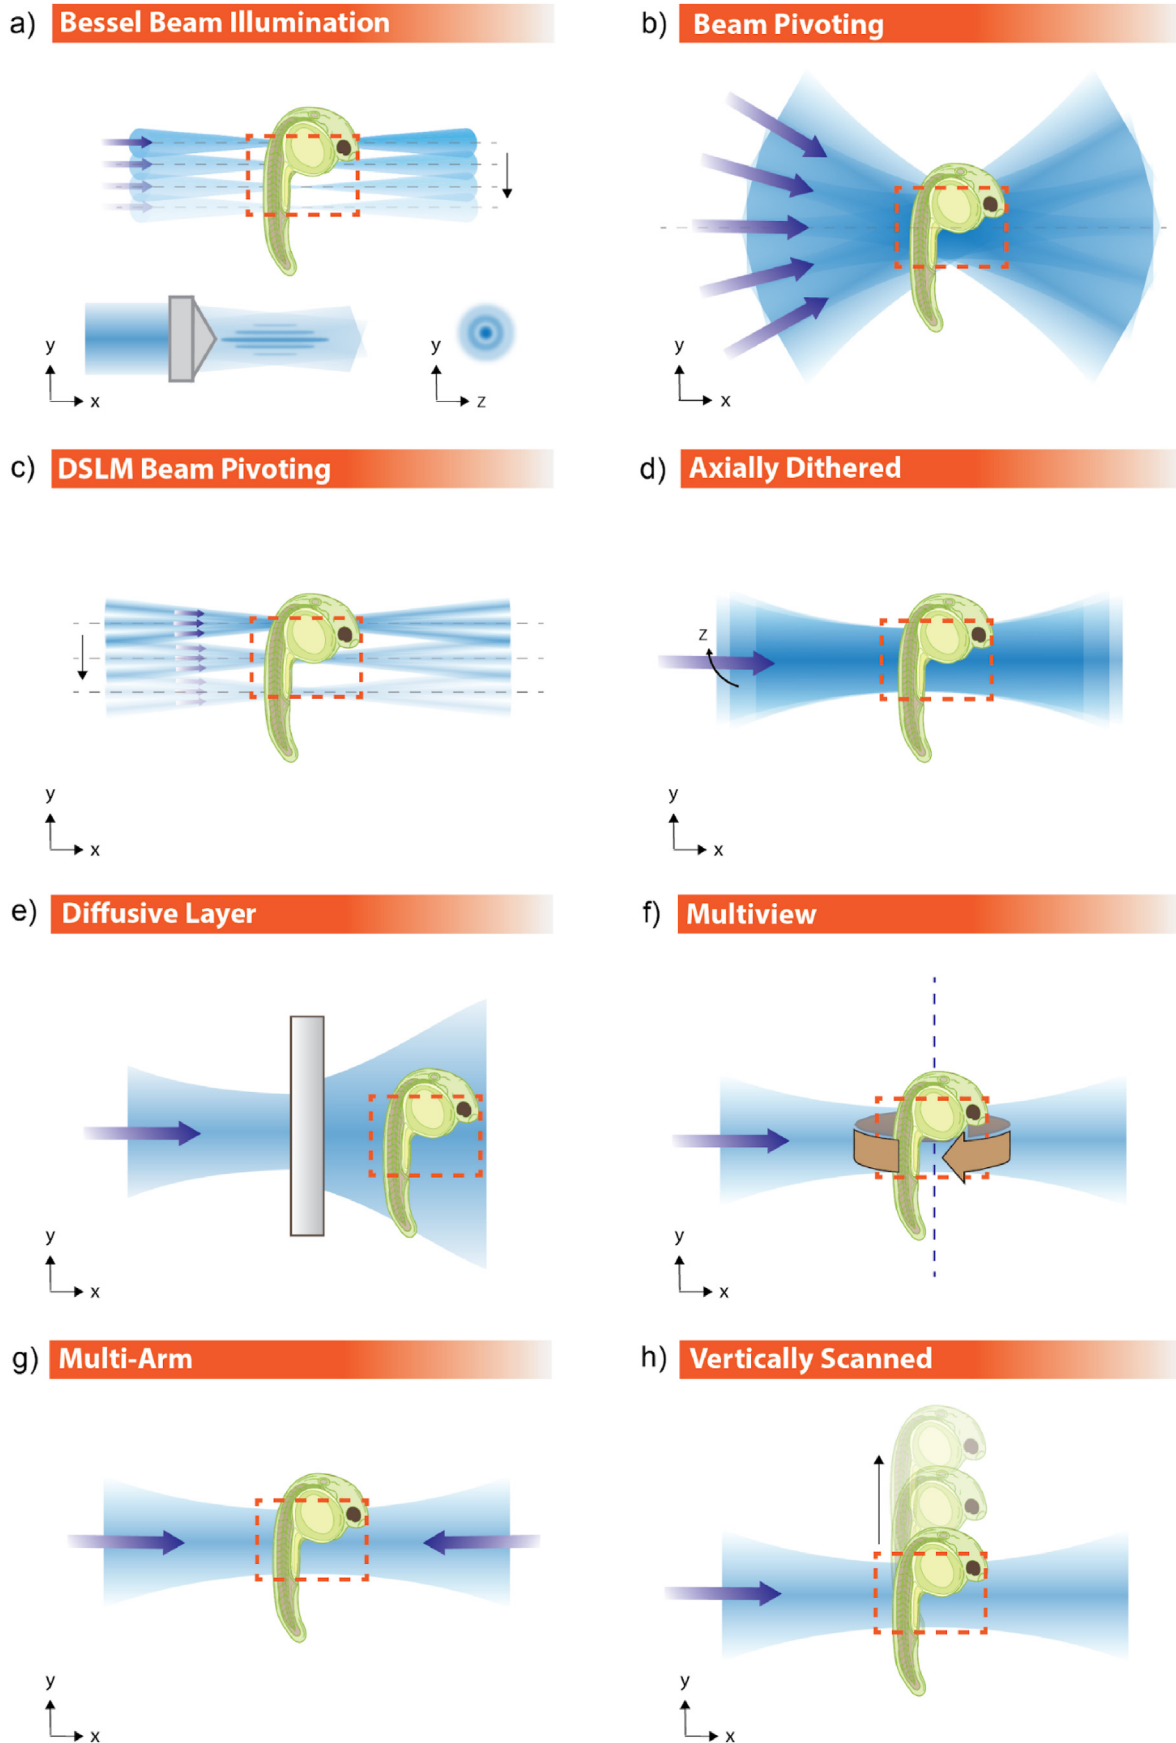 a) Bessel Beam Illumination
b) Beam Pivoting
y
x
y
z
y
x
c) DSLM Beam Pivoting
d) Axially Dithered
z
y
x
y
x
e) Diffusive Layer
f) Multiview
y
x
y
x
g) Multi-Arm
h) Vertically Scanned
y
x
y
x